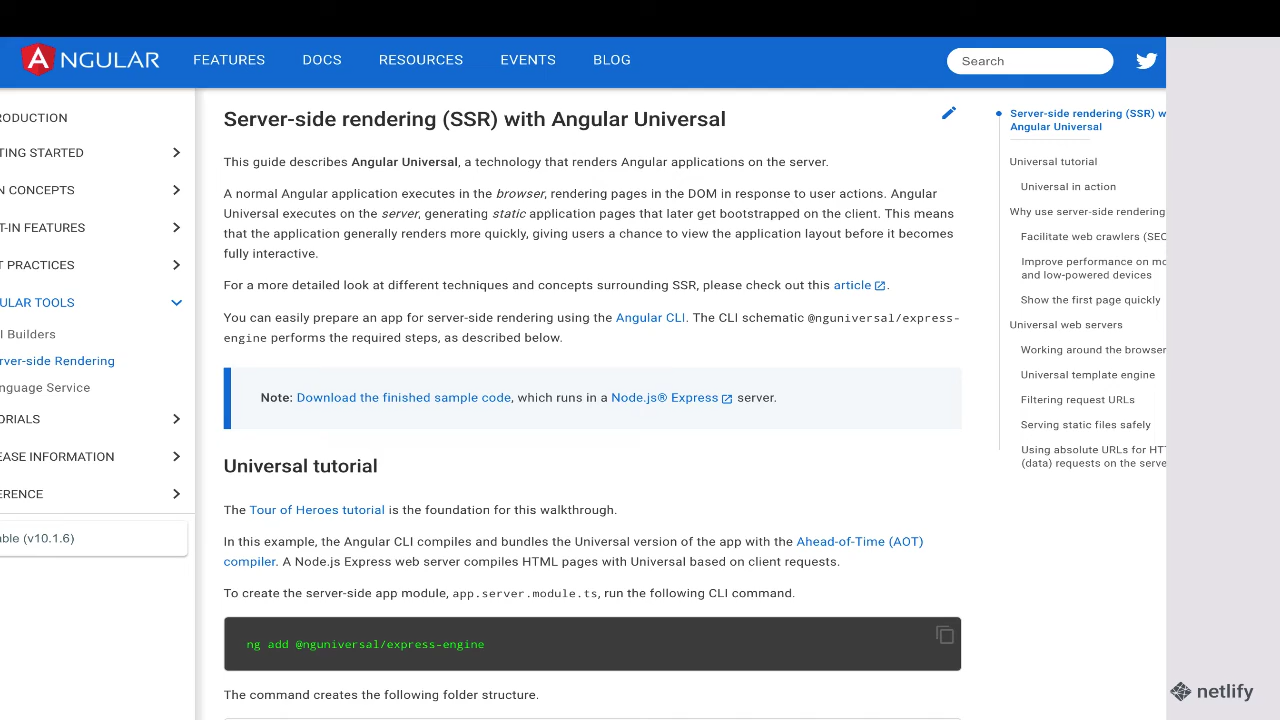 NGULAR
FEATURES
DOCS
RESOURCES
EVENTS
BLOG
Search
RODUCTION
TING STARTED
N CONCEPTS
T-IN FEATURES
T PRACTICES
ULAR TOOLS
I Builders
rver-side Rendering
nguage Service
ORIALS
EASE INFORMATION
ERENCE
able (v10.1.6)
Server-side rendering (SSR) with Angular Universal
This guide describes Angular Universal, a technology that renders Angular applications on the server.
A normal Angular application executes in the browser, rendering pages in the DOM in response to user actions. Angular
Universal executes on the server, generating static application pages that later get bootstrapped on the client. This means
that the application generally renders more quickly, giving users a chance to view the application layout before it becomes
fully interactive.
For a more detailed look at different techniques and concepts surrounding SSR, please check out this article.
You can easily prepare an app for server-side rendering using the Angular CLI. The CLI schematic @nguniversal/express-
engine performs the required steps, as described below.
Note: Download the finished sample code, which runs in a Node.js® Express server.
Universal tutorial
The Tour of Heroes tutorial is the foundation for this walkthrough.
In this example, the Angular CLI compiles and bundles the Universal version of the app with the Ahead-of-Time (AOT)
compiler. A Node.js Express web server compiles HTML pages with Universal based on client requests.
To create the server-side app module, app.server.module.ts, run the following CLI command.
ng add @nguniversal/express-engine
The command creates the following folder structure.
Server-side rendering (SSR) w
Angular Universal
Universal tutorial
Universal in action
Why use server-side rendering
Facilitate web crawlers (SEO
Improve performance on mo
and low-powered devices
Show the first page quickly
Universal web servers
Working around the browser
Universal template engine
Filtering request URLs
Serving static files safely
Using absolute URLs for HTT
(data) requests on the serve
netlify